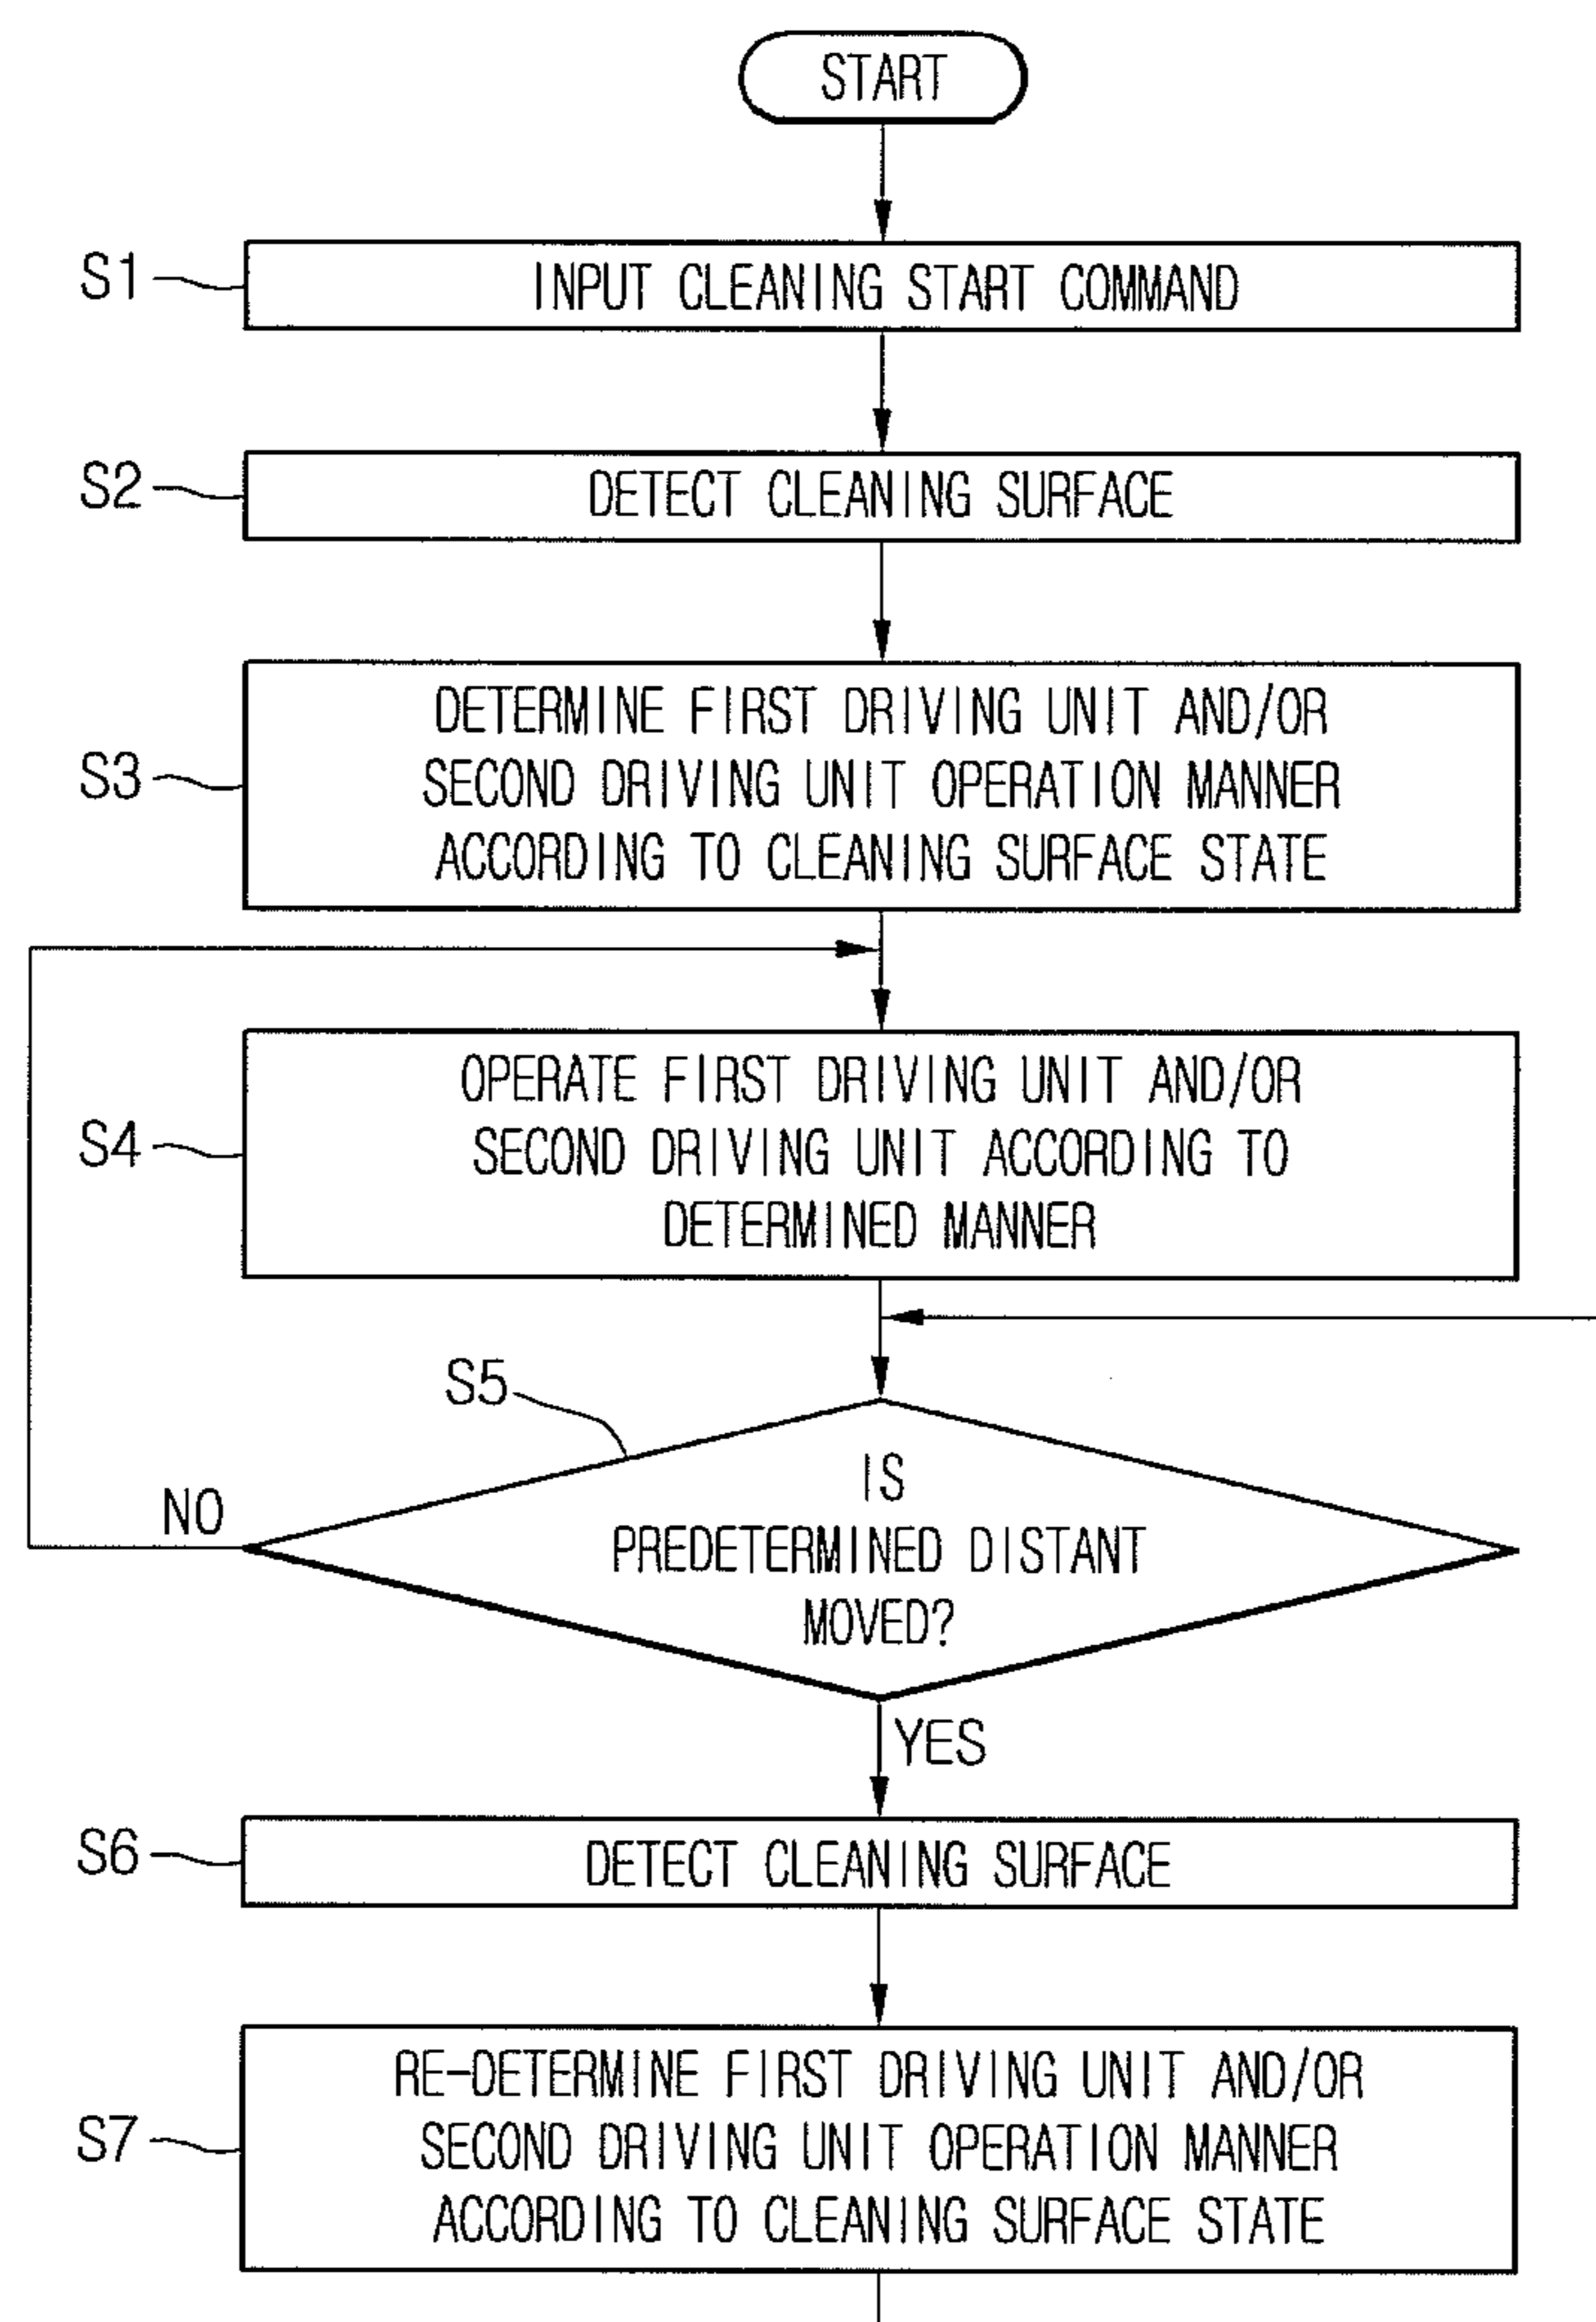 START
S1
INPUT CLEANING START COMMAND
S2
DETECT CLEANING SURFACE
S3
DETERMINE FIRST DRIVING UNIT AND/OR
SECOND DRIVING UNIT OPERATION MANNER
ACCORDING TO CLEANING SURFACE STATE
S4
OPERATE FIRST DRIVING UNIT AND/OR
SECOND DRIVING UNIT ACCORDING TO
DETERMINED MANNER
S5
IS
PREDETERMINED DISTANT
MOVED?
NO
YES
S6
DETECT CLEANING SURFACE
S7
RE-DETERMINE FIRST DRIVING UNIT AND/OR
SECOND DRIVING UNIT OPERATION MANNER
ACCORDING TO CLEANING SURFACE STATE